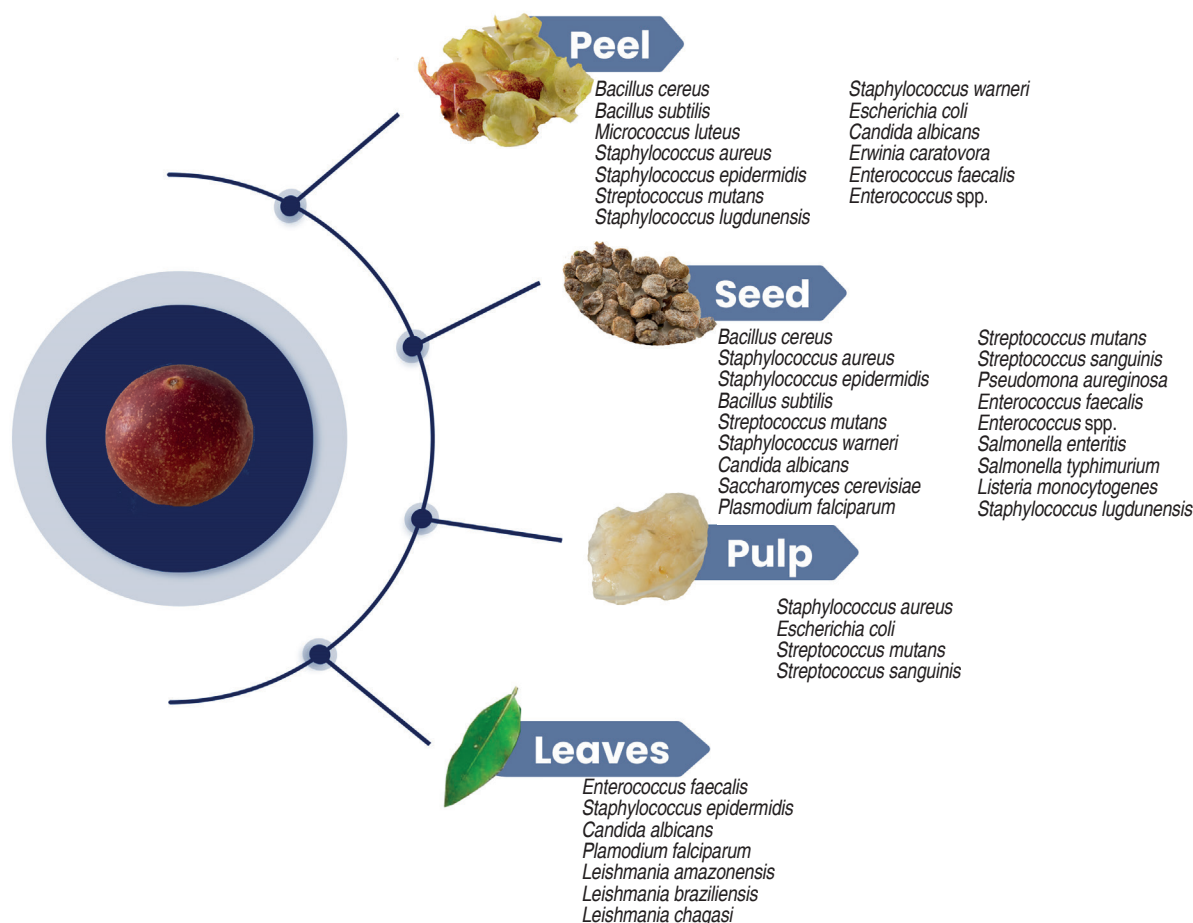 Peel
Bacillus cereus
Bacillus subtilis
Micrococcus luteus
Staphylococcus aureus
Staphylococcus epidermidis
Streptococcus mutans
Staphylococcus lugdunensis
Staphylococcus warneri
Escherichia coli
Candida albicans
Erwinia caratovora
Enterococcus faecalis
Enterococcus spp.
Seed
Bacillus cereus
Staphylococcus aureus
Staphylococcus epidermidis
Bacillus subtilis
Streptococcus mutans
Staphylococcus warneri
Candida albicans
Saccharomyces cerevisiae
Plasmodium falciparum
Streptococcus mutans
Streptococcus sanguinis
Pseudomona aureginosa
Enterococcus faecalis
Enterococcus spp.
Salmonella enteritis
Salmonella typhimurium
Listeria monocytogenes
Staphylococcus lugdunensis
Pulp
Staphylococcus aureus
Escherichia coli
Streptococcus mutans
Streptococcus sanguinis
Leaves
Enterococcus faecalis
Staphylococcus epidermidis
Candida albicans
Plamodium falciparum
Leishmania amazonensis
Leishmania braziliensis
Leishmania chagasi